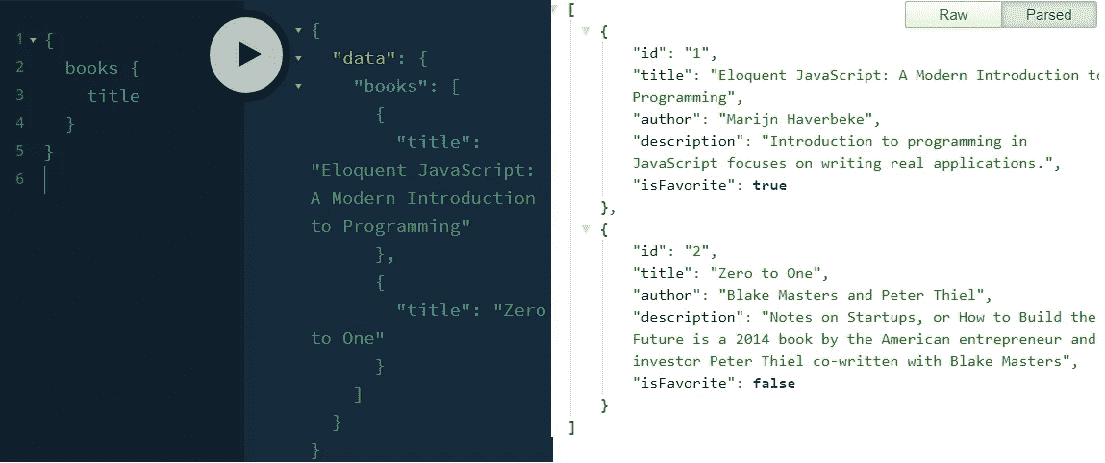 1 {
2 books {
3 title
4 }
5 }
6
{
"data": {
"books": [
{
"title":
"Eloquent JavaScript:
A Modern Introduction
to Programming"
},
{
"title": "Zero
to One"
}
]
}
}
Raw Parsed
[
{
"id": "1",
"title": "Eloquent JavaScript: A Modern Introduction to
Programming",
"author": "Marijn Haverbeke",
"description": "Introduction to programming in
JavaScript focuses on writing real applications.",
"isFavorite": true
},
{
"id": "2",
"title": "Zero to One",
"author": "Blake Masters and Peter Thiel",
"description": "Notes on Startups, or How to Build the
Future is a 2014 book by the American entrepreneur and
investor Peter Thiel co-written with Blake Masters",
"isFavorite": false
}
]